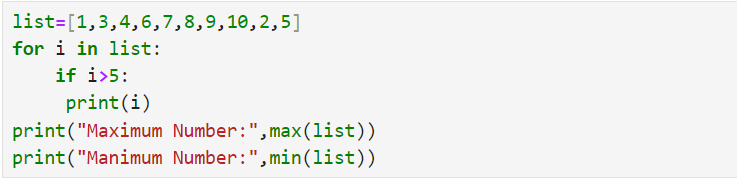 list=[1,3,4,6,7,8,9,10,2,5]
for i in list:
    if i>5:
     print(i)
print("Maximum Number:",max(list))
print("Manimum Number:",min(list))